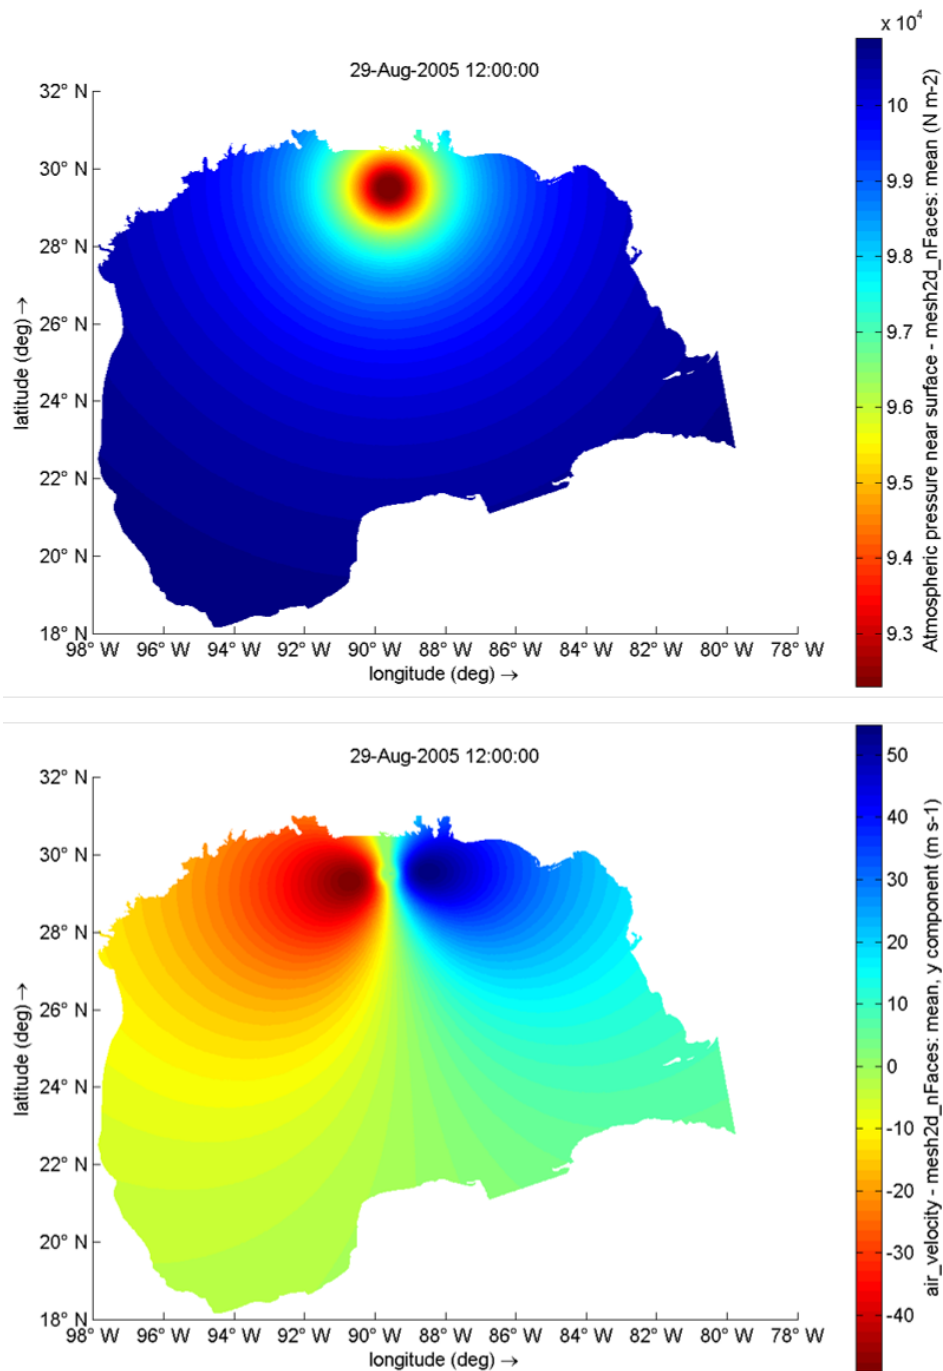 x 10⁴
29-Aug-2005 12:00:00
32° N
30° N
28° N
26° N
24° N
22° N
20° N
18° N
latitude (deg) →
98° W 96° W 94° W 92° W 90° W 88° W 86° W 84° W 82° W 80° W 78° W
longitude (deg) →
10
9.9
9.8
9.7
9.6
9.5
9.4
9.3
Atmospheric pressure near surface - mesh2d_nFaces: mean (N m-2)
29-Aug-2005 12:00:00
32° N
30° N
28° N
26° N
24° N
22° N
20° N
18° N
latitude (deg) →
98° W 96° W 94° W 92° W 90° W 88° W 86° W 84° W 82° W 80° W 78° W
longitude (deg) →
50
40
30
20
10
0
-10
-20
-30
-40
air_velocity - mesh2d_nFaces: mean, y component (m s-1)